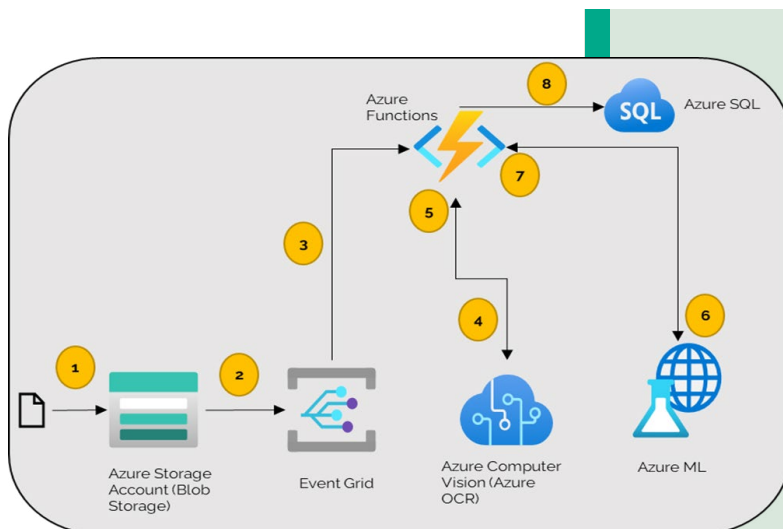 8
Azure
Functions
SQL
Azure SQL
7
5
3
4
6
1
2
Azure Storage
Account (Blob
Storage)
Event Grid
Azure Computer
Vision (Azure
OCR)
Azure ML